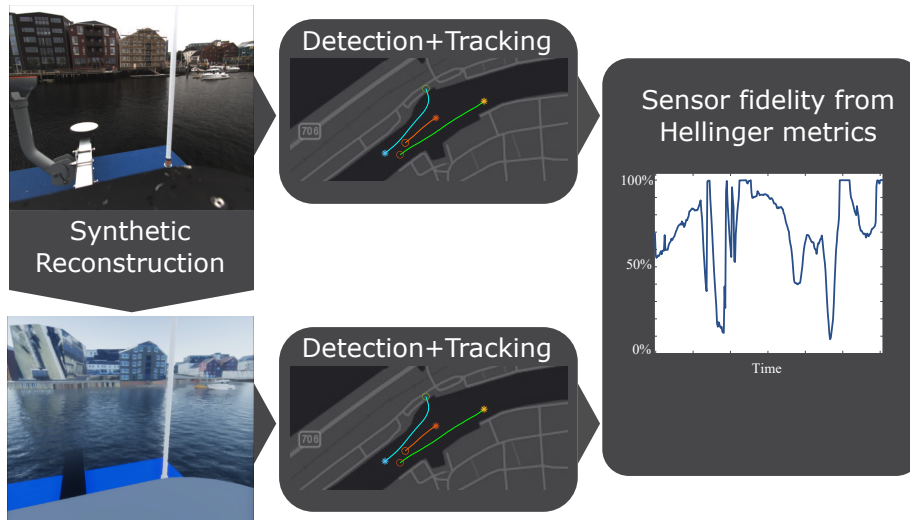 Detection+Tracking
706
Synthetic
Reconstruction
Detection+Tracking
706
Sensor fidelity from
Hellinger metrics
100%
50%
0%
Time